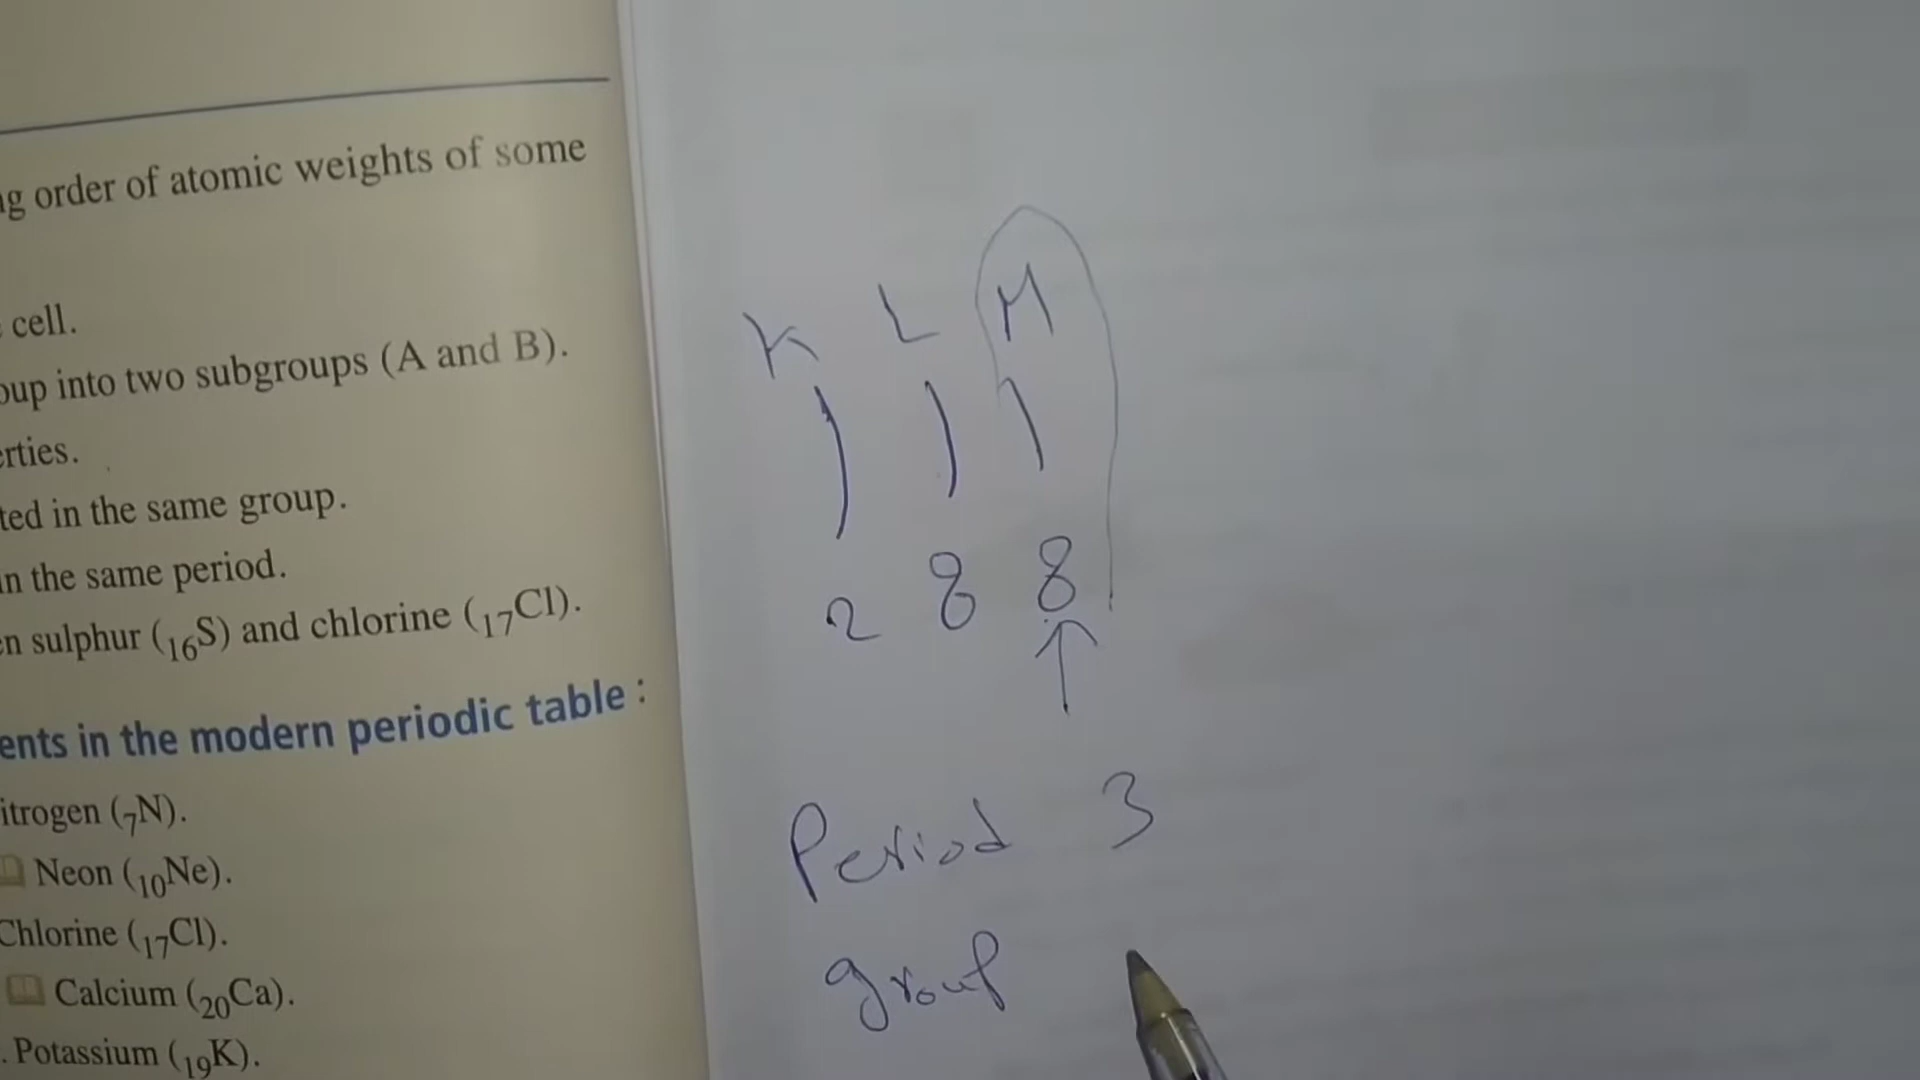 ng order of atomic weights of some
cell.
oup into two subgroups (A and B).
erties.
ted in the same group.
in the same period.
en sulphur (₁₆S) and chlorine (₁₇Cl).
ents in the modern periodic table :
itrogen (₇N).
Neon (₁₀Ne).
Chlorine (₁₇Cl).
Calcium (₂₀Ca).
. Potassium (₁₉K).
K L M
2 8 8
Period 3
group